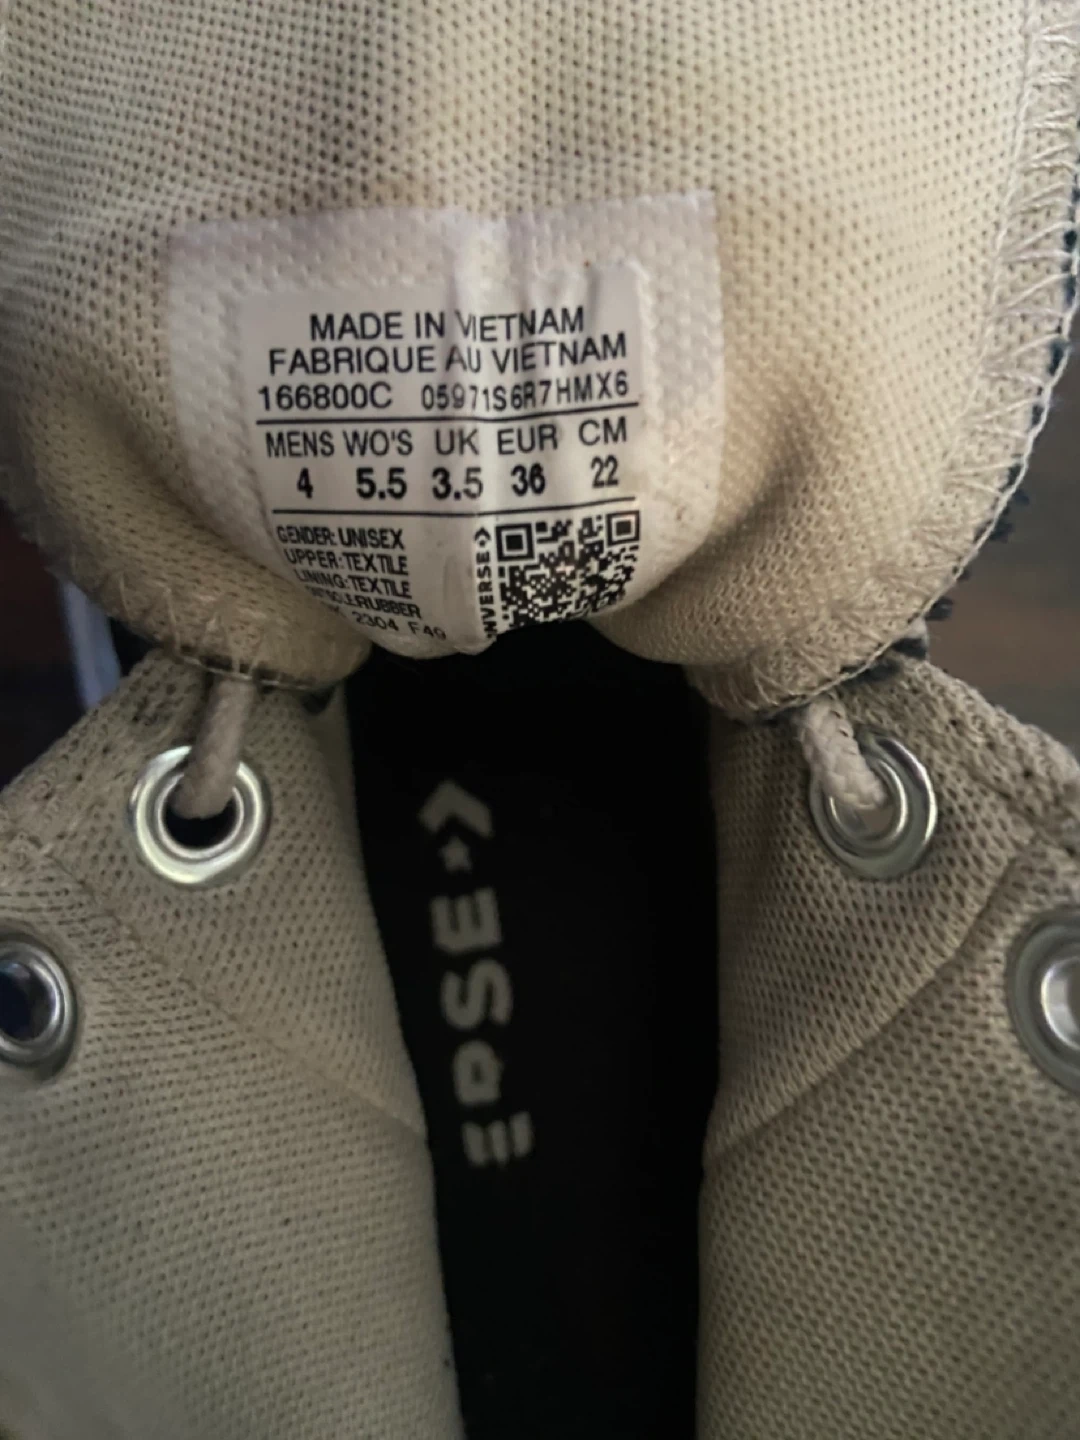 MADE IN VIETNAM
FABRIQUE AU VIETNAM
166800C 05971S6R7HMX6
MENS WO'S UK EUR CM
4 5.5 3.5 36 22
GENDER: UNISEX
UPPER:TEXTILE
LINING:TEXTILE
RUBBER
2304 F49